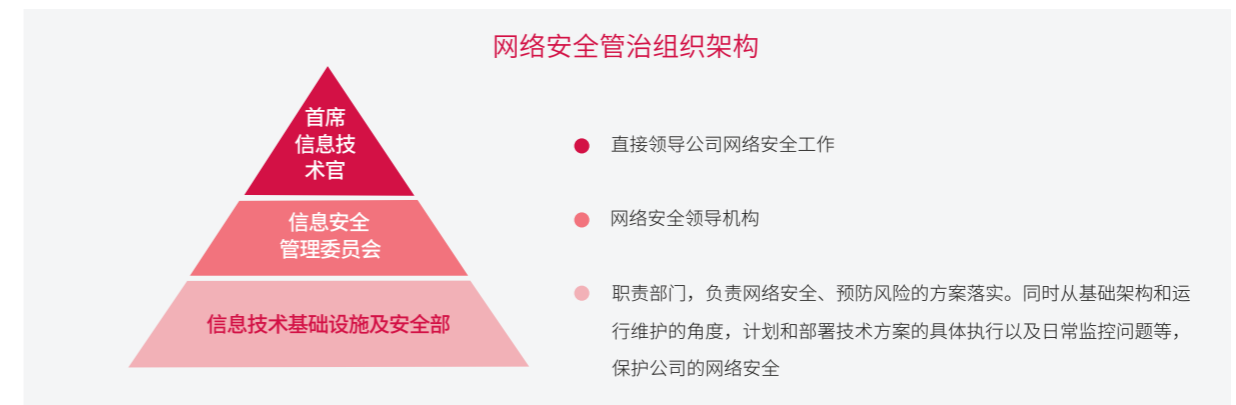 网络安全管治组织架构
首席
信息技
术官
直接领导公司网络安全工作
信息安全
管理委员会
网络安全领导机构
信息技术基础设施及安全部
职责部门，负责网络安全、预防风险的方案落实。同时从基础架构和运
行维护的角度，计划和部署技术方案的具体执行以及日常监控问题等，
保护公司的网络安全